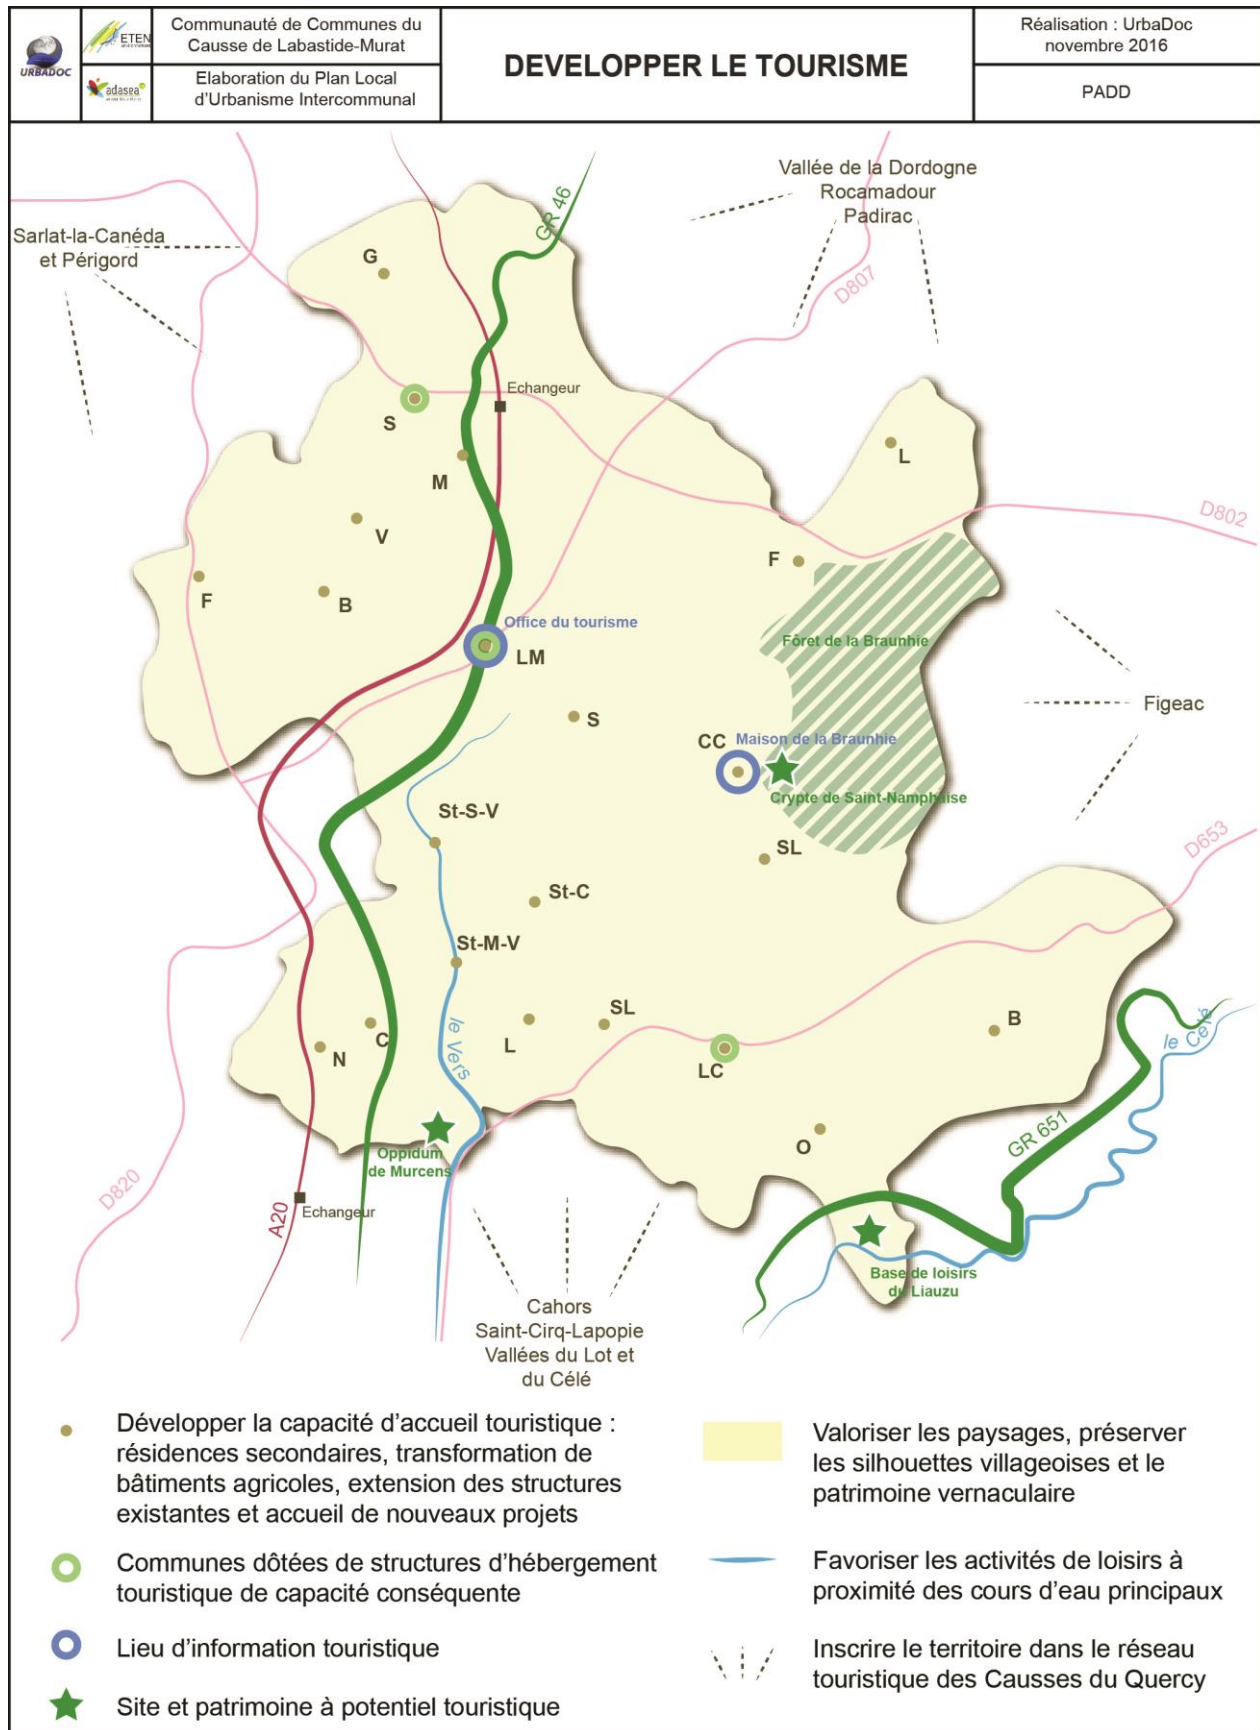 URBADOC
ETEN
adasea
Communauté de Communes du
Causse de Labastide-Murat
Elaboration du Plan Local
d'Urbanisme Intercommunal
DEVELOPPER LE TOURISME
Réalisation : UrbaDoc
novembre 2016
PADD
Vallée de la Dordogne
Rocamadour
Padirac
Sarlat-la-Canéda
et Périgord
GR 46
D807
G
Echangeur
S
M
L
D802
V
F
F
B
Office du tourisme
LM
Fôret de la Braunhie
Figeac
S
CC
Maison de la Braunhie
Crypte de Saint-Namphaise
St-S-V
SL
D653
St-C
St-M-V
le Vers
SL
L
C
N
B
LC
le Célé
O
GR 651
Oppidum
de Murcens
D820
A20
Echangeur
Base de loisirs
du Liauzu
Cahors
Saint-Cirq-Lapopie
Vallées du Lot et
du Célé
Développer la capacité d'accueil touristique :
résidences secondaires, transformation de
bâtiments agricoles, extension des structures
existantes et accueil de nouveaux projets
Communes dôtées de structures d'hébergement
touristique de capacité conséquente
Lieu d'information touristique
Site et patrimoine à potentiel touristique
Valoriser les paysages, préserver
les silhouettes villageoises et le
patrimoine vernaculaire
Favoriser les activités de loisirs à
proximité des cours d'eau principaux
Inscrire le territoire dans le réseau
touristique des Causses du Quercy